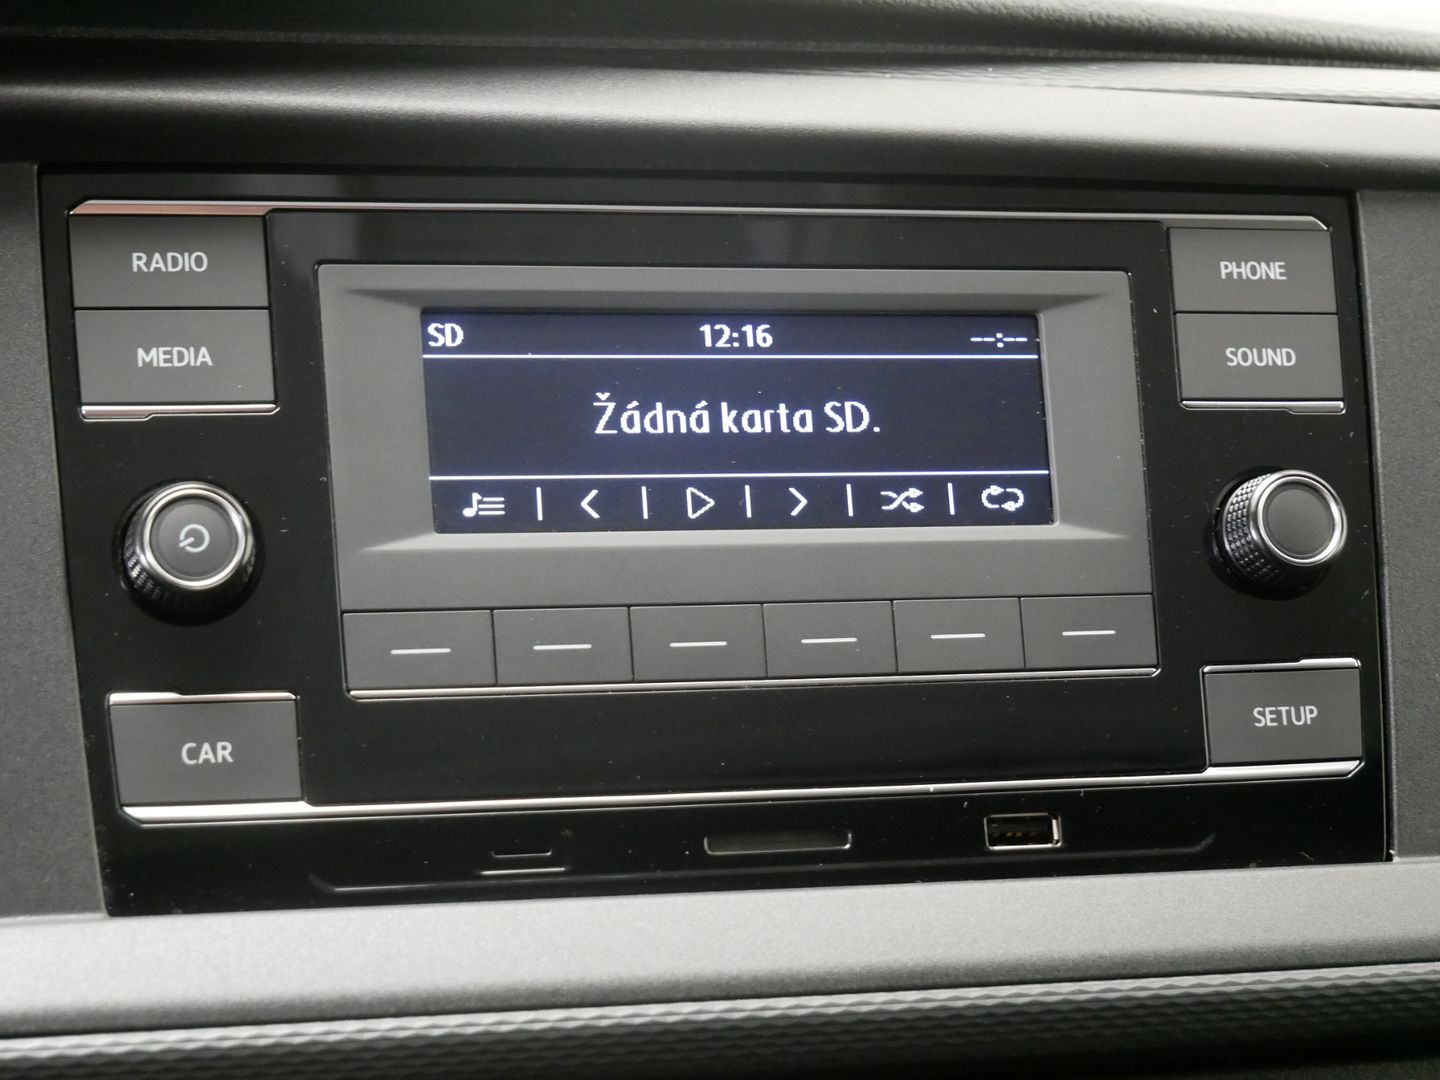 RADIO
PHONE
SD 12:16 --:--
MEDIA
SOUND
Žádná karta SD.
CAR
SETUP